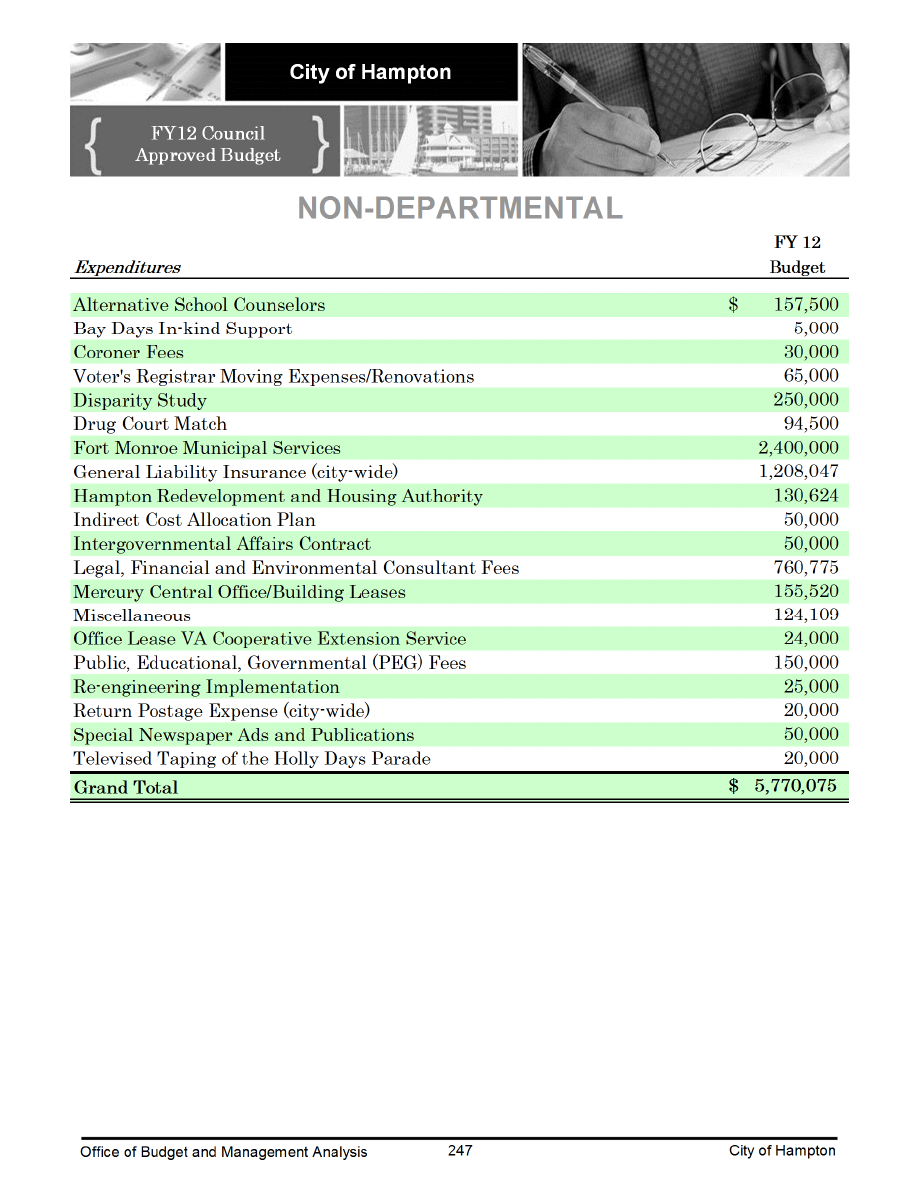 City of Hampton
FY12 Council
Approved Budget
NON-DEPARTMENTAL
FY 12
Expenditures Budget
Alternative School Counselors $ 157,500
Bay Days In-kind Support 5,000
Coroner Fees 30,000
Voter's Registrar Moving Expenses/Renovations 65,000
Disparity Study 250,000
Drug Court Match 94,500
Fort Monroe Municipal Services 2,400,000
General Liability Insurance (city-wide) 1,208,047
Hampton Redevelopment and Housing Authority 130,624
Indirect Cost Allocation Plan 50,000
Intergovernmental Affairs Contract 50,000
Legal, Financial and Environmental Consultant Fees 760,775
Mercury Central Office/Building Leases 155,520
Miscellaneous 124,109
Office Lease VA Cooperative Extension Service 24,000
Public, Educational, Governmental (PEG) Fees 150,000
Re-engineering Implementation 25,000
Return Postage Expense (city-wide) 20,000
Special Newspaper Ads and Publications 50,000
Televised Taping of the Holly Days Parade 20,000
Grand Total $ 5,770,075
Office of Budget and Management Analysis 247 City of Hampton